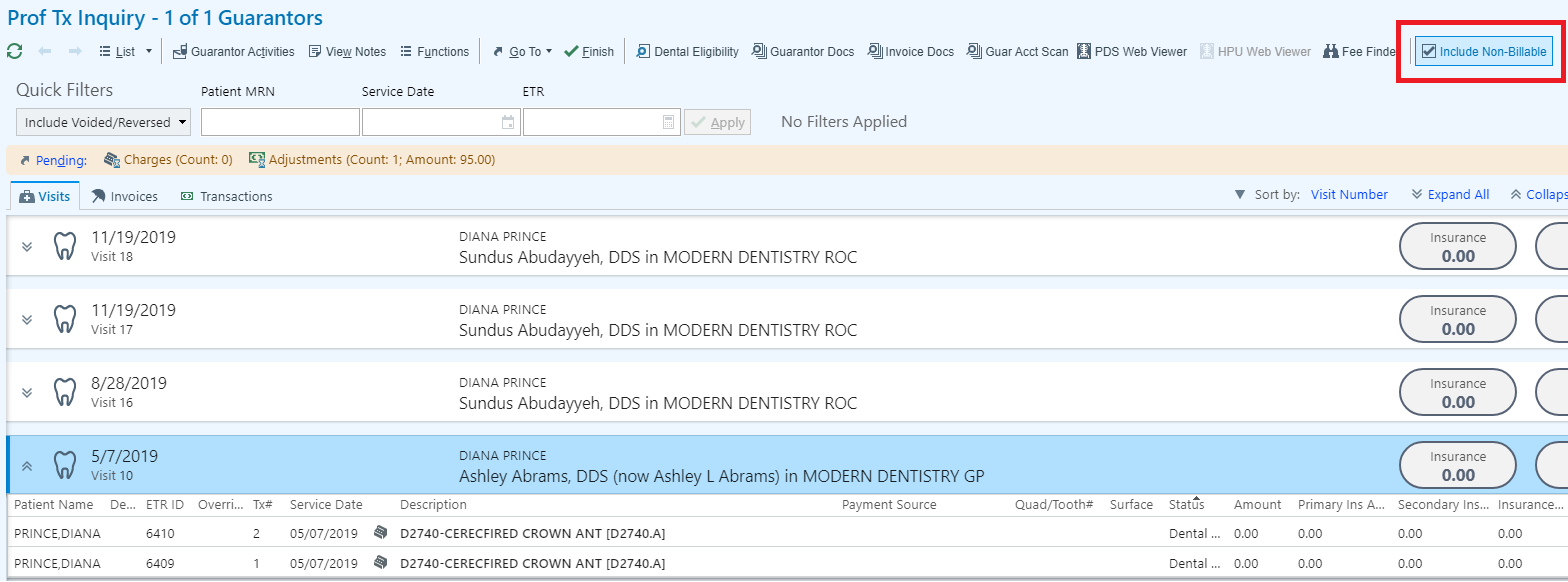 Prof Tx Inquiry - 1 of 1 Guarantors
List Guarantor Activities View Notes Functions Go To Finish Dental Eligibility Guarantor Docs Invoice Docs Guar Acct Scan PDS Web Viewer HPU Web Viewer Fee Finde Include Non-Billable
Quick Filters Patient MRN Service Date ETR
Include Voided/Reversed Apply No Filters Applied
Pending: Charges (Count: 0) Adjustments (Count: 1; Amount: 95.00)
Visits Invoices Transactions Sort by: Visit Number Expand All Collaps
11/19/2019 DIANA PRINCE Insurance
Visit 18 Sundus Abudayyeh, DDS in MODERN DENTISTRY ROC 0.00
11/19/2019 DIANA PRINCE Insurance
Visit 17 Sundus Abudayyeh, DDS in MODERN DENTISTRY ROC 0.00
8/28/2019 DIANA PRINCE Insurance
Visit 16 Sundus Abudayyeh, DDS in MODERN DENTISTRY ROC 0.00
5/7/2019 DIANA PRINCE Insurance
Visit 10 Ashley Abrams, DDS (now Ashley L Abrams) in MODERN DENTISTRY GP 0.00
Patient Name De... ETR ID Overri... Tx# Service Date Description Payment Source Quad/Tooth# Surface Status Amount Primary Ins A... Secondary Ins... Insurance...
PRINCE,DIANA 6410 2 05/07/2019 D2740-CERECFIRED CROWN ANT [D2740.A] Dental ... 0.00 0.00 0.00 0.00
PRINCE,DIANA 6409 1 05/07/2019 D2740-CERECFIRED CROWN ANT [D2740.A] Dental ... 0.00 0.00 0.00 0.00